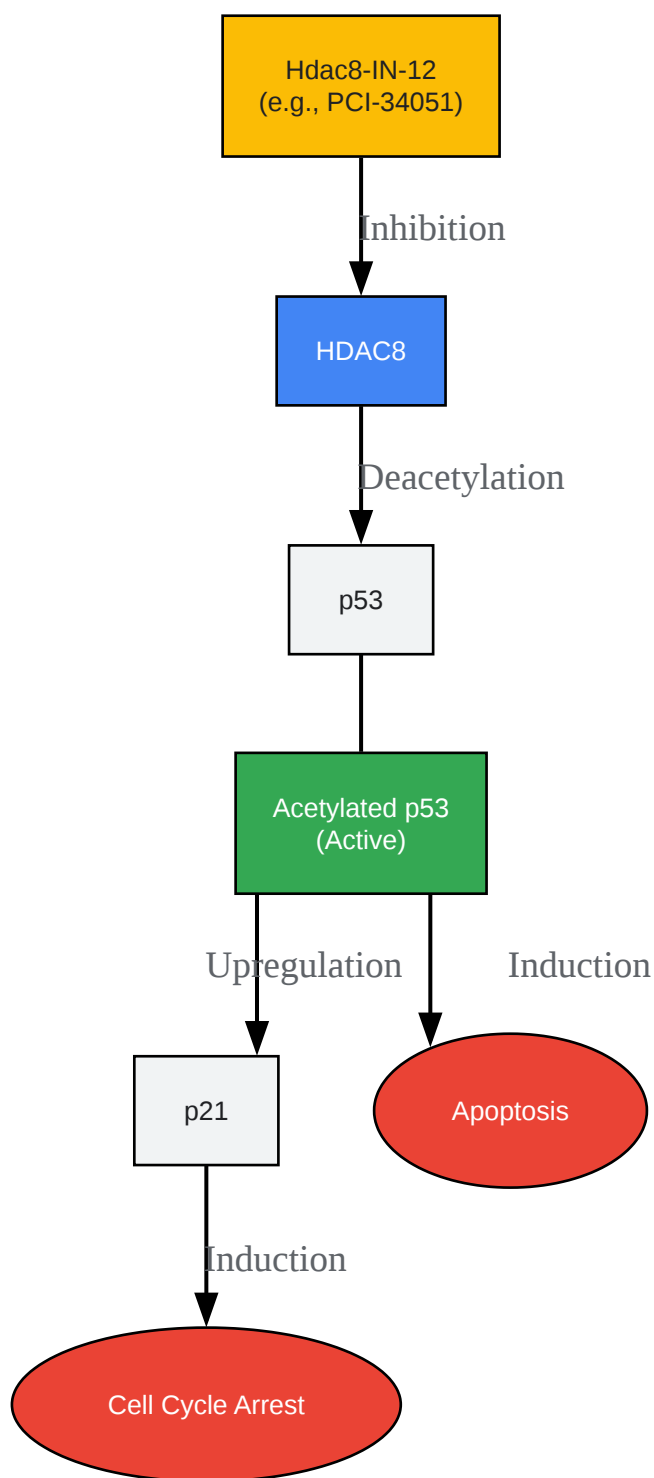 Hdac8-IN-12
(e.g., PCI-34051)
Inhibition
HDAC8
Deacetylation
p53
Acetylated p53
(Active)
Upregulation
Induction
p21
Apoptosis
Induction
Cell Cycle Arrest